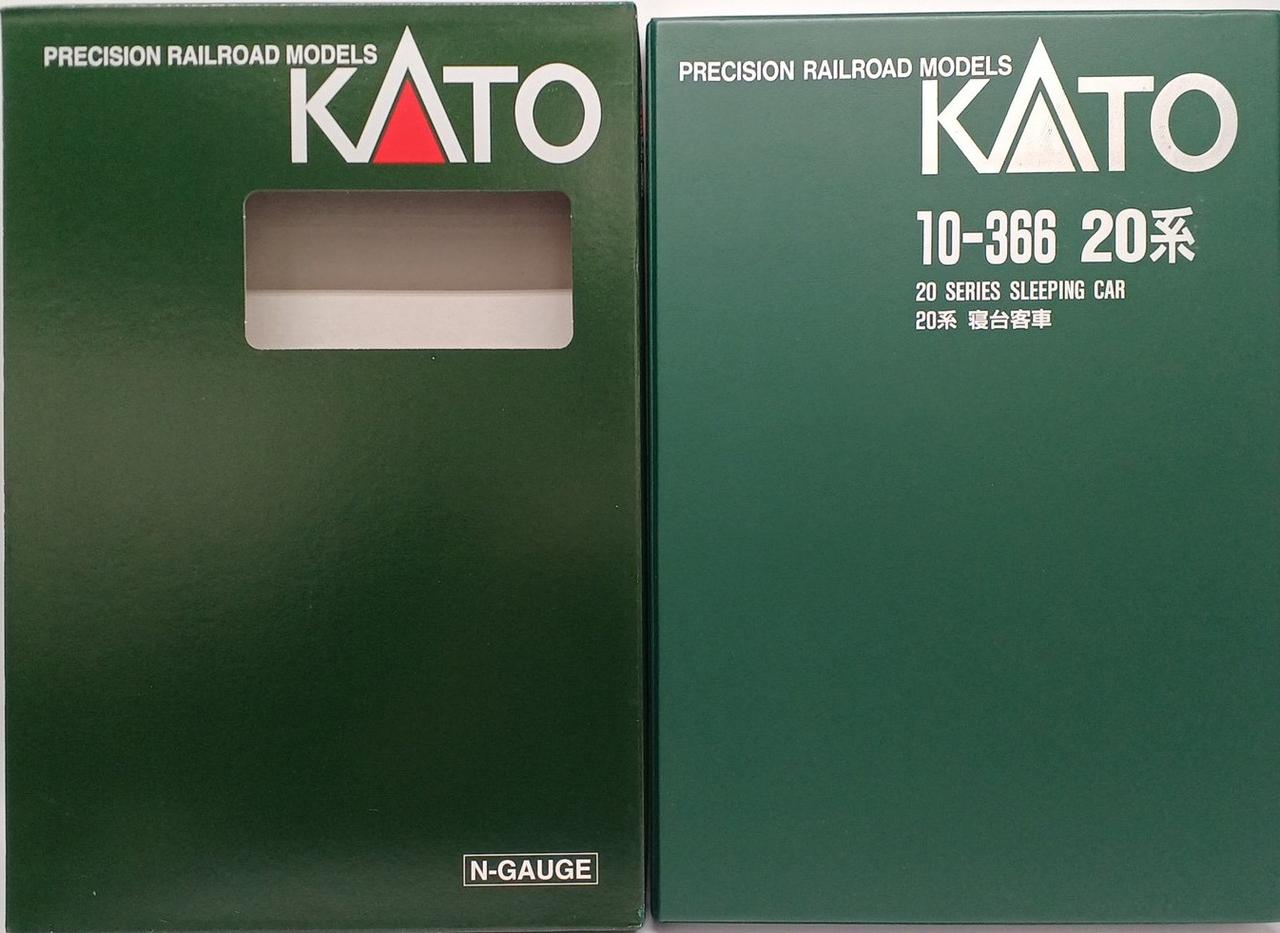 PRECISION RAILROAD MODELS
KATO
N-GAUGE
PRECISION RAILROAD MODELS
KATO
10-366 20系
20 SERIES SLEEPING CAR
20系 寝台客車